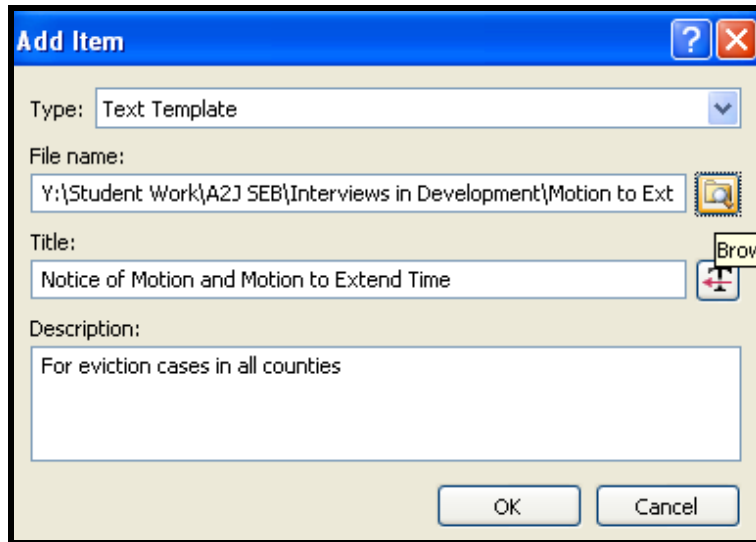 Add Item
Type: Text Template
File name:
Y:\Student Work\A2J SEB\Interviews in Development\Motion to Ext
Title:
Brow
Notice of Motion and Motion to Extend Time
Description:
For eviction cases in all counties
OK Cancel